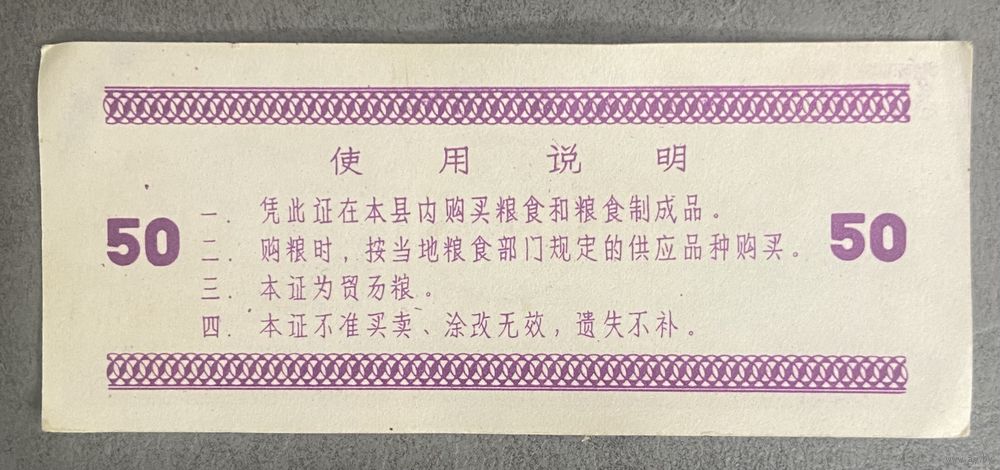 使用说明
一. 凭此证在本县内购买粮食和粮食制成品。
50
二. 购粮时，按当地粮食部门规定的供应品种购买。
50
三. 本证为贸易粮。
四. 本证不准买卖、涂改无效，遗失不补。